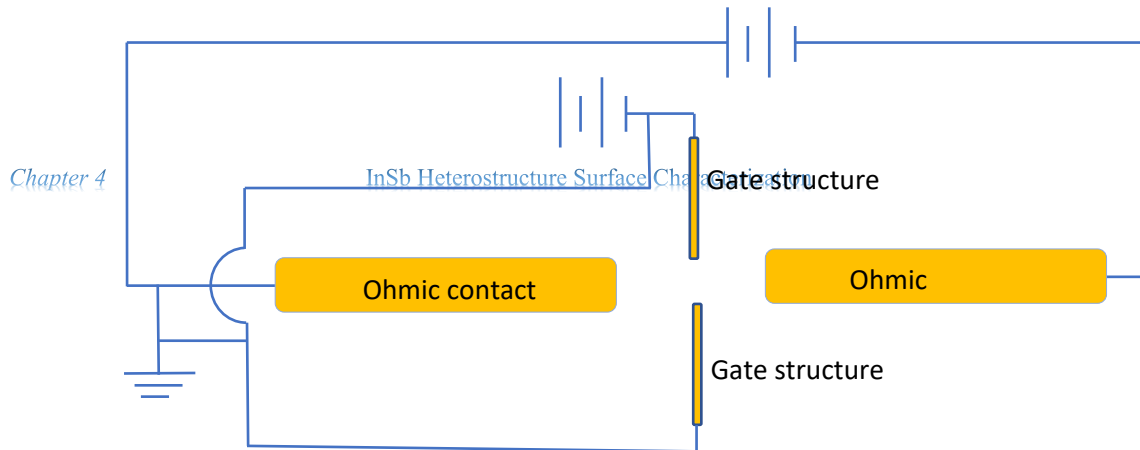 Chapter 4 InSb Heterostructure Surface Characterization
Gate structure
Ohmic contact
Ohmic
Gate structure